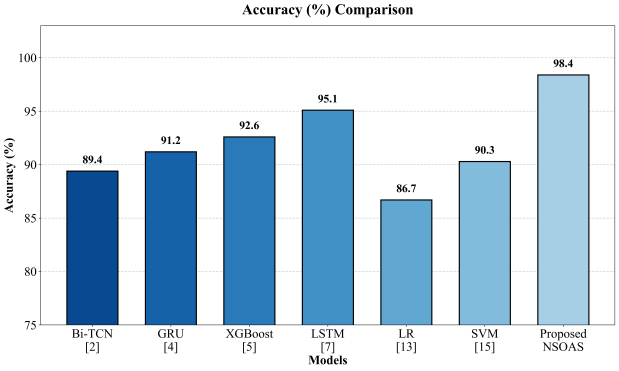 Accuracy (%) Comparison
Accuracy (%)
100
95
90
85
80
75
89.4
91.2
92.6
95.1
86.7
90.3
98.4
Bi-TCN
[2]
GRU
[4]
XGBoost
[5]
LSTM
[7]
LR
[13]
SVM
[15]
Proposed
NSOAS
Models